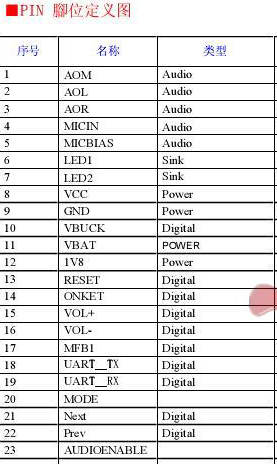 ■PIN 腳位定义图
序号 名称 类型
1 AOM Audio
2 AOL Audio
3 AOR Audio
4 MICIN Audio
5 MICBIAS Audio
6 LED1 Sink
7 LED2 Sink
8 VCC Power
9 GND Power
10 VBUCK Digital
11 VBAT POWER
12 1V8 Power
13 RESET Digital
14 ONKET Digital
15 VOL+ Digital
16 VOL- Digital
17 MFB1 Digital
18 UART__TX Digital
19 UART__RX Digital
20 MODE
21 Next Digital
22 Prev Digital
23 AUDIOENABLE